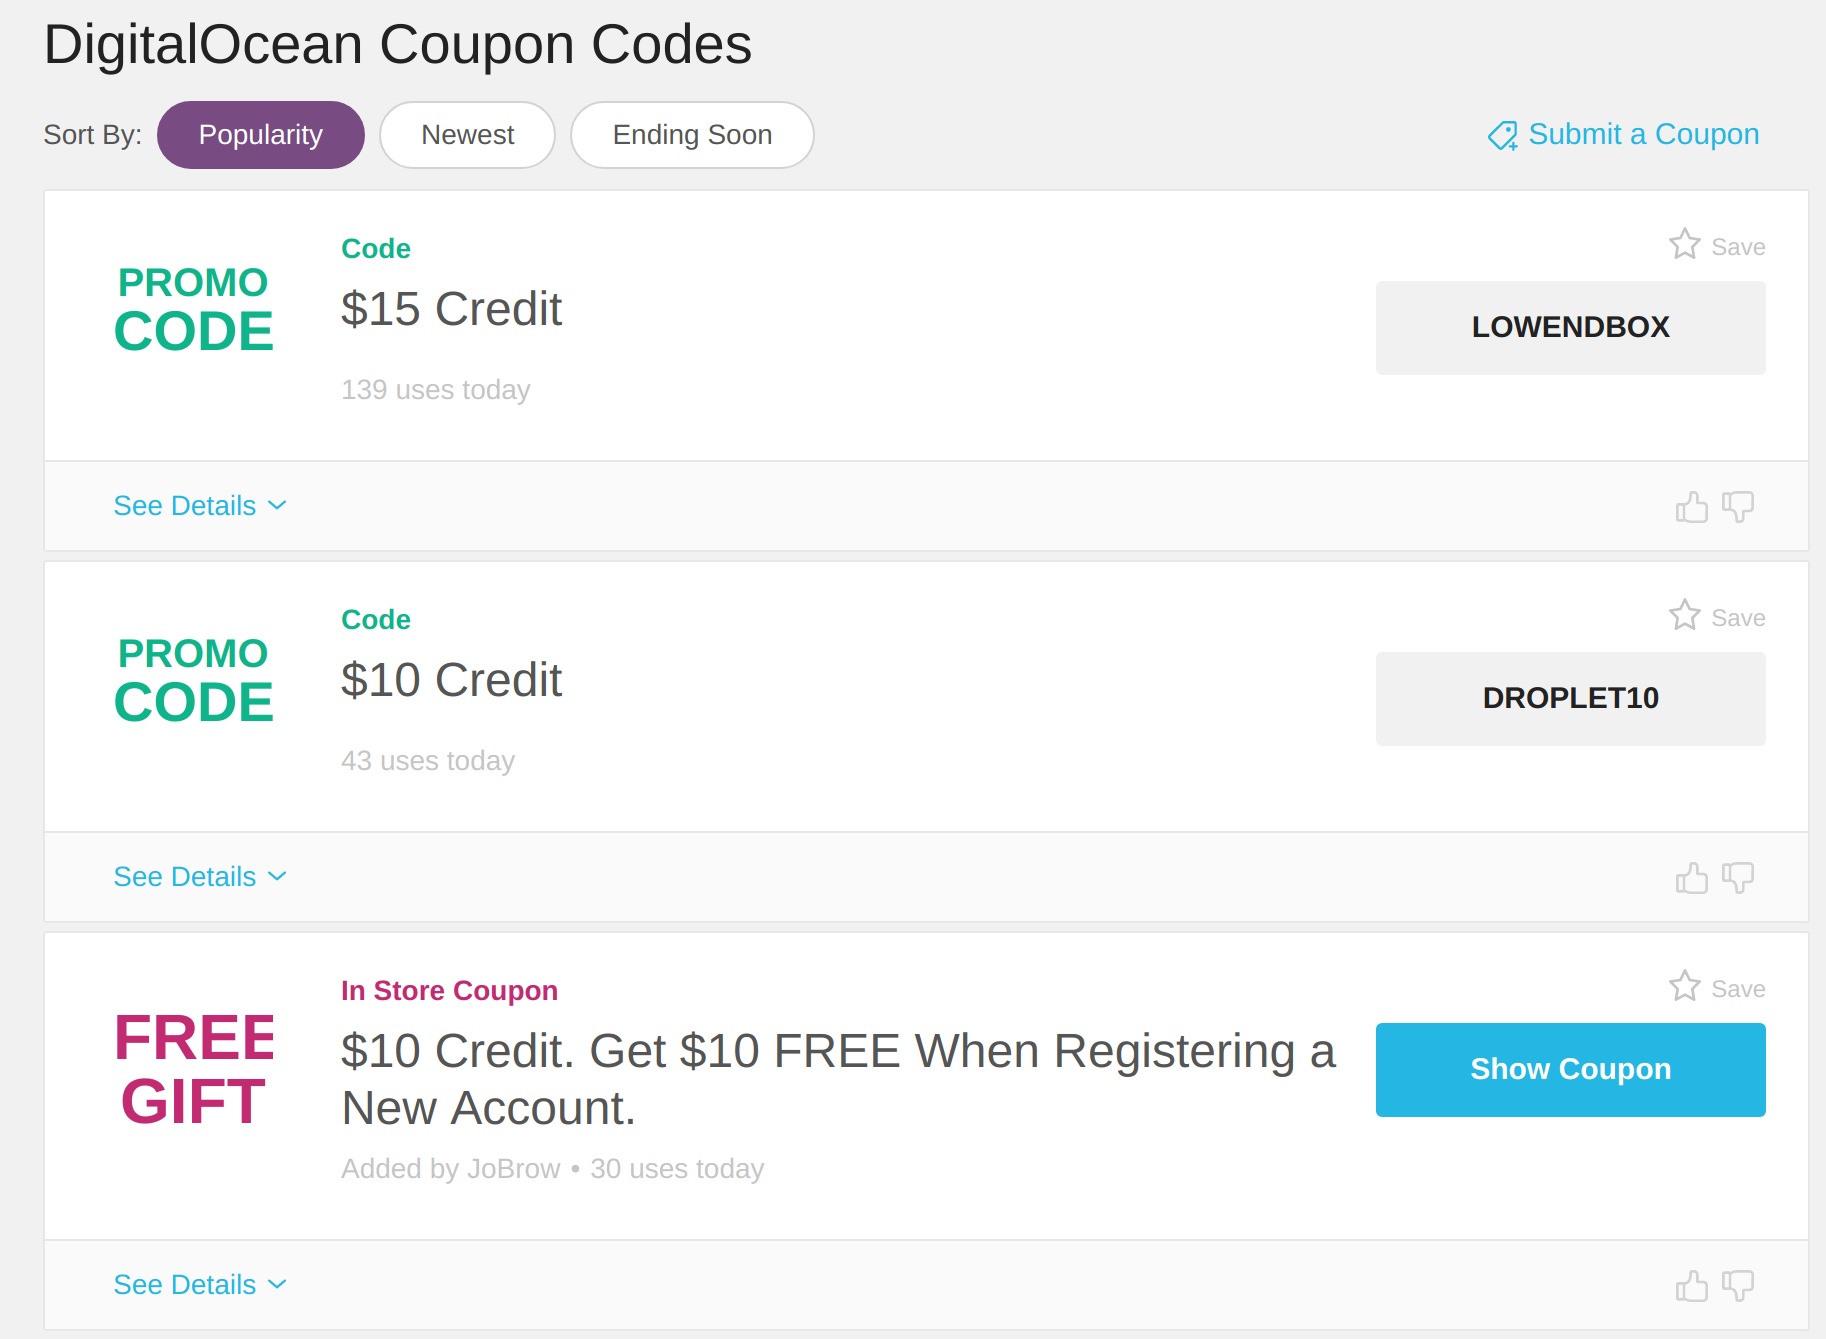 DigitalOcean Coupon Codes
Sort By: Popularity Newest Ending Soon Submit a Coupon
PROMO
CODE
Code
$15 Credit
139 uses today
Save
LOWENDBOX
See Details
PROMO
CODE
Code
$10 Credit
43 uses today
Save
DROPLET10
See Details
FREE
GIFT
In Store Coupon
$10 Credit. Get $10 FREE When Registering a
New Account.
Added by JoBrow • 30 uses today
Save
Show Coupon
See Details